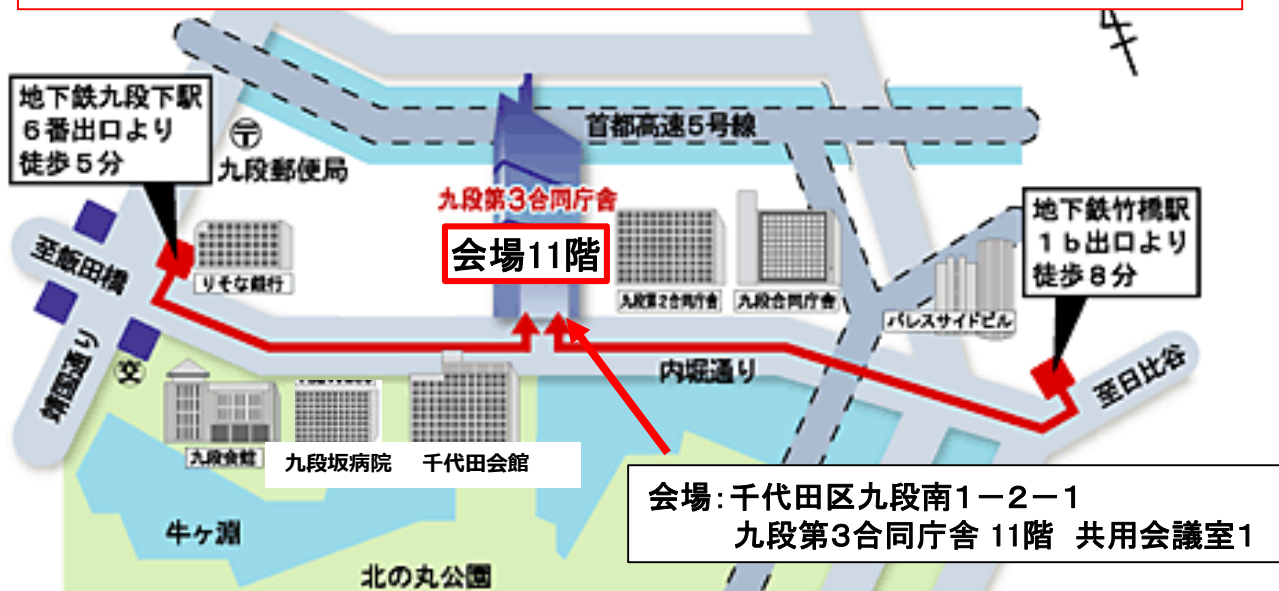 地下鉄九段下駅
6番出口より
徒歩5分
〒
九段郵便局
首都高速5号線
九段第3合同庁舎
会場11階
地下鉄竹橋駅
1b出口より
徒歩8分
至飯田橋
りそな銀行
九段第2合同庁舎
九段合同庁舎
パレスサイドビル
靖国通り
文
内堀通り
至日比谷
九段会館
九段坂病院
千代田会館
会場:千代田区九段南1-2-1
九段第3合同庁舎 11階 共用会議室1
牛ヶ淵
北の丸公園